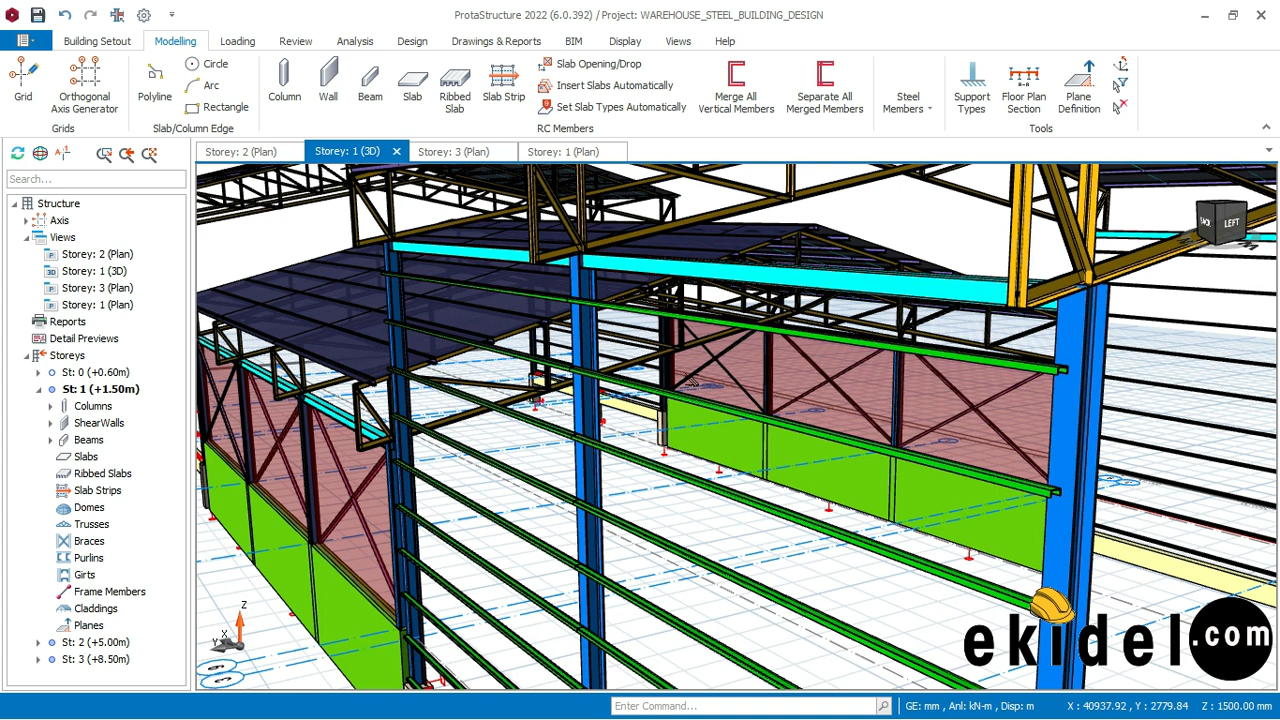 ProtaStructure 2022 (6.0.392) / Project: WAREHOUSE_STEEL_BUILDING_DESIGN
Building Setout
Modelling
Loading
Review
Analysis
Design
Drawings & Reports
BIM
Display
Views
Help
Grid
Orthogonal
Axis Generator
Grids
Polyline
Circle
Arc
Rectangle
Slab/Column Edge
Column
Wall
Beam
Slab
Ribbed
Slab
Slab Strip
Slab Opening/Drop
Insert Slabs Automatically
Set Slab Types Automatically
RC Members
Merge All
Vertical Members
Separate All
Merged Members
Steel
Members
Support
Types
Floor Plan
Section
Plane
Definition
Tools
Storey: 2 (Plan)
Storey: 1 (3D)
Storey: 3 (Plan)
Storey: 1 (Plan)
Search...
Structure
Axis
Views
Storey: 2 (Plan)
Storey: 1 (3D)
Storey: 3 (Plan)
Storey: 1 (Plan)
Reports
Detail Previews
Storeys
St: 0 (+0.60m)
St: 1 (+1.50m)
Columns
ShearWalls
Beams
Slabs
Ribbed Slabs
Slab Strips
Domes
Trusses
Braces
Purlins
Girts
Frame Members
Claddings
Planes
St: 2 (+5.00m)
St: 3 (+8.50m)
BACK
LEFT
Z
X
Y
ekidel.com
Enter Command...
GE: mm , Anl: kN-m , Disp: m
X : 40937.92 , Y : 2779.84
Z : 1500.00 mm